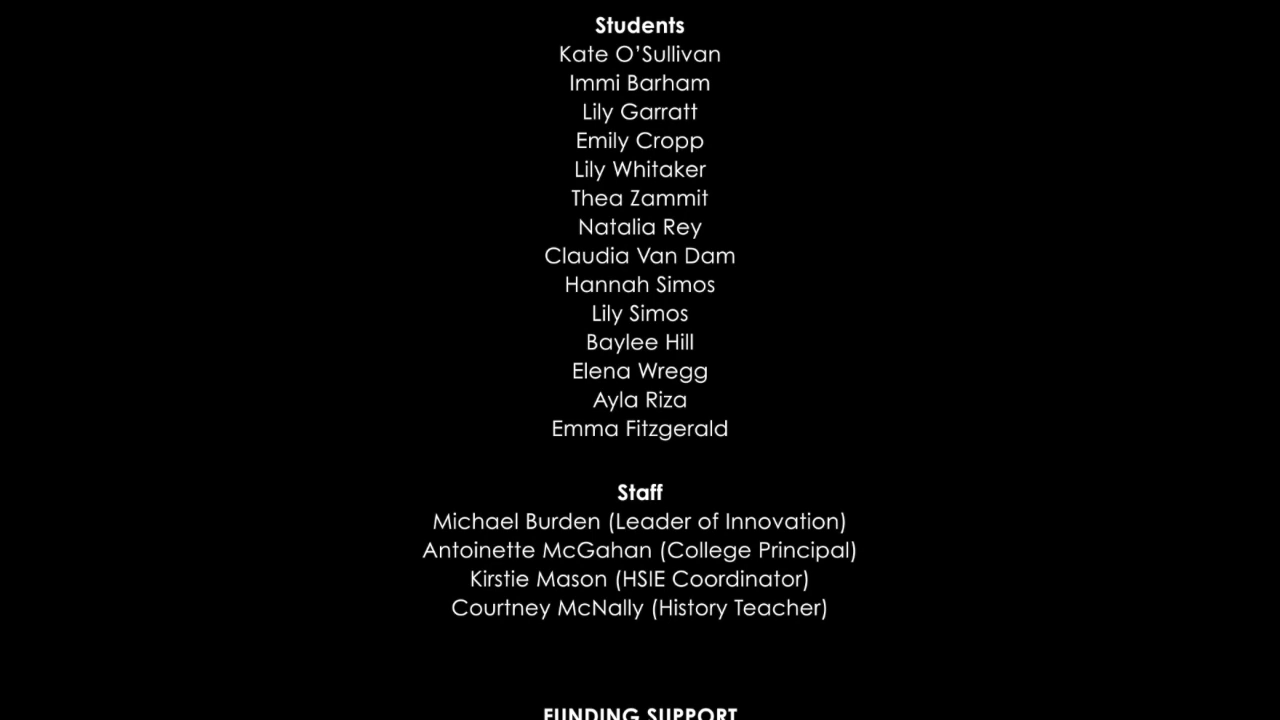 Students
Kate O’Sullivan
Immi Barham
Lily Garratt
Emily Cropp
Lily Whitaker
Thea Zammit
Natalia Rey
Claudia Van Dam
Hannah Simos
Lily Simos
Baylee Hill
Elena Wregg
Ayla Riza
Emma Fitzgerald
Staff
Michael Burden (Leader of Innovation)
Antoinette McGahan (College Principal)
Kirstie Mason (HSIE Coordinator)
Courtney McNally (History Teacher)
FUNDING SUPPORT